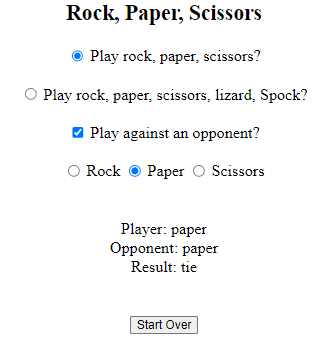 Rock, Paper, Scissors
Play rock, paper, scissors?
Play rock, paper, scissors, lizard, Spock?
Play against an opponent?
Rock Paper Scissors
Player: paper
Opponent: paper
Result: tie
Start Over